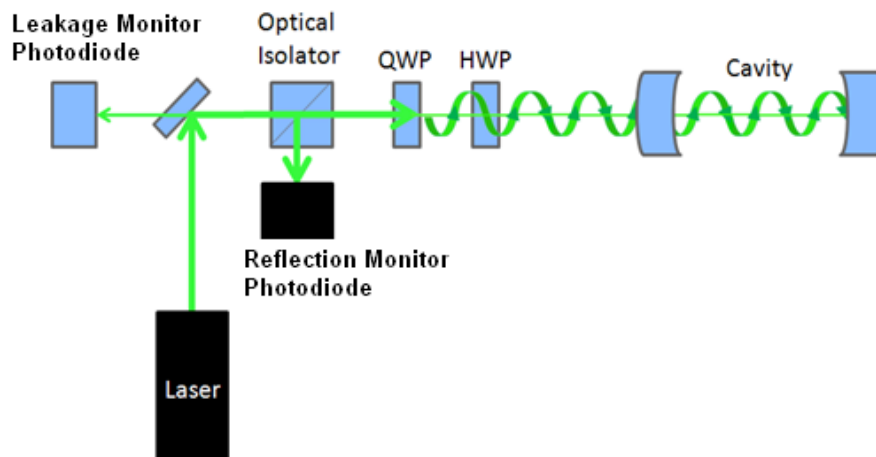 Leakage Monitor
Photodiode
Optical
Isolator
QWP
HWP
Cavity
Reflection Monitor
Photodiode
Laser